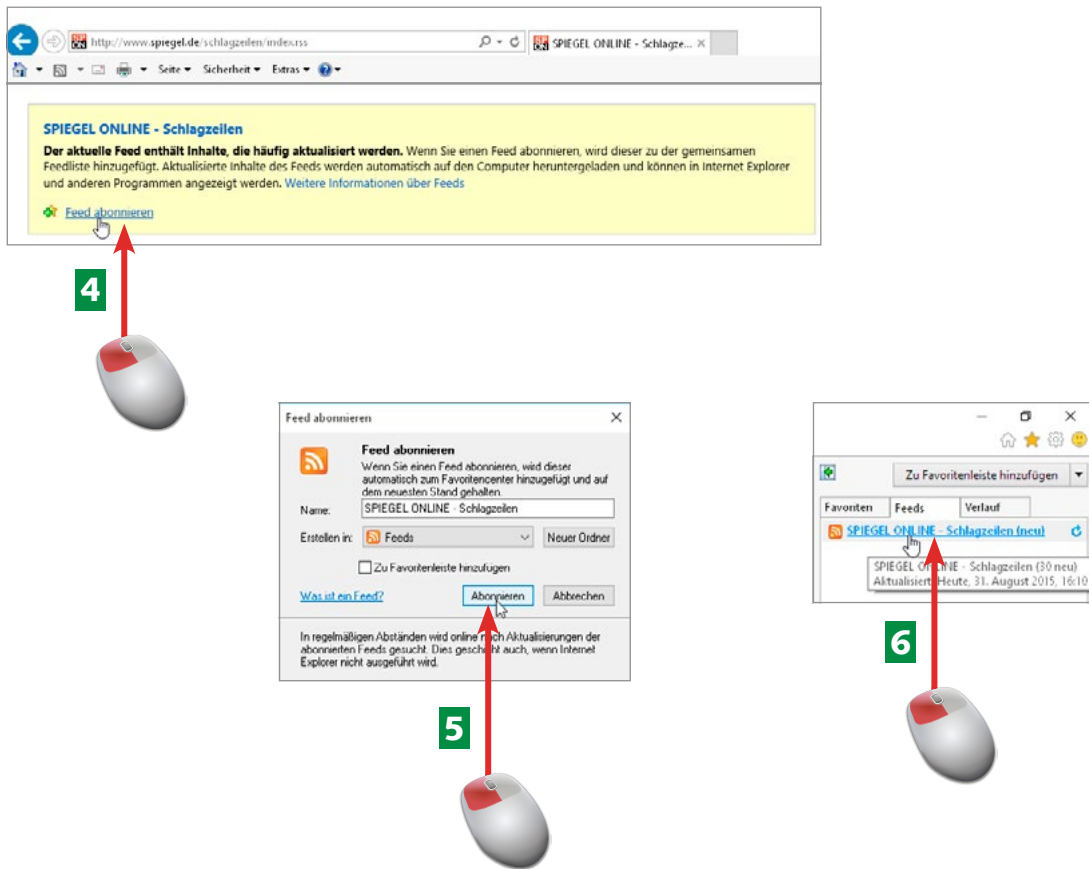 http://www.spiegel.de/schlagzeilen/index.rss
SPIEGEL ONLINE - Schlagze...
Seite
Sicherheit
Extras
SPIEGEL ONLINE - Schlagzeilen
Der aktuelle Feed enthält Inhalte, die häufig aktualisiert werden. Wenn Sie einen Feed abonnieren, wird dieser zu der gemeinsamen
Feedliste hinzugefügt. Aktualisierte Inhalte des Feeds werden automatisch auf den Computer heruntergeladen und können in Internet Explorer
und anderen Programmen angezeigt werden. Weitere Informationen über Feeds
Feed abonnieren
4
Feed abonnieren
Feed abonnieren
Wenn Sie einen Feed abonnieren, wird dieser
automatisch zum Favoritencenter hinzugefügt und auf
dem neuesten Stand gehalten.
Name: SPIEGEL ONLINE - Schlagzeilen
Erstellen in: Feeds Neuer Ordner
Zu Favoritenleiste hinzufügen
Was ist ein Feed? Abonnieren Abbrechen
In regelmäßigen Abständen wird online nach Aktualisierungen der
abonnierten Feeds gesucht. Dies geschieht auch, wenn Internet
Explorer nicht ausgeführt wird.
5
Zu Favoritenleiste hinzufügen
Favoriten Feeds Verlauf
SPIEGEL ONLINE - Schlagzeilen (neu)
SPIEGEL ONLINE - Schlagzeilen (30 neu)
Aktualisiert: Heute, 31. August 2015, 16:10
6